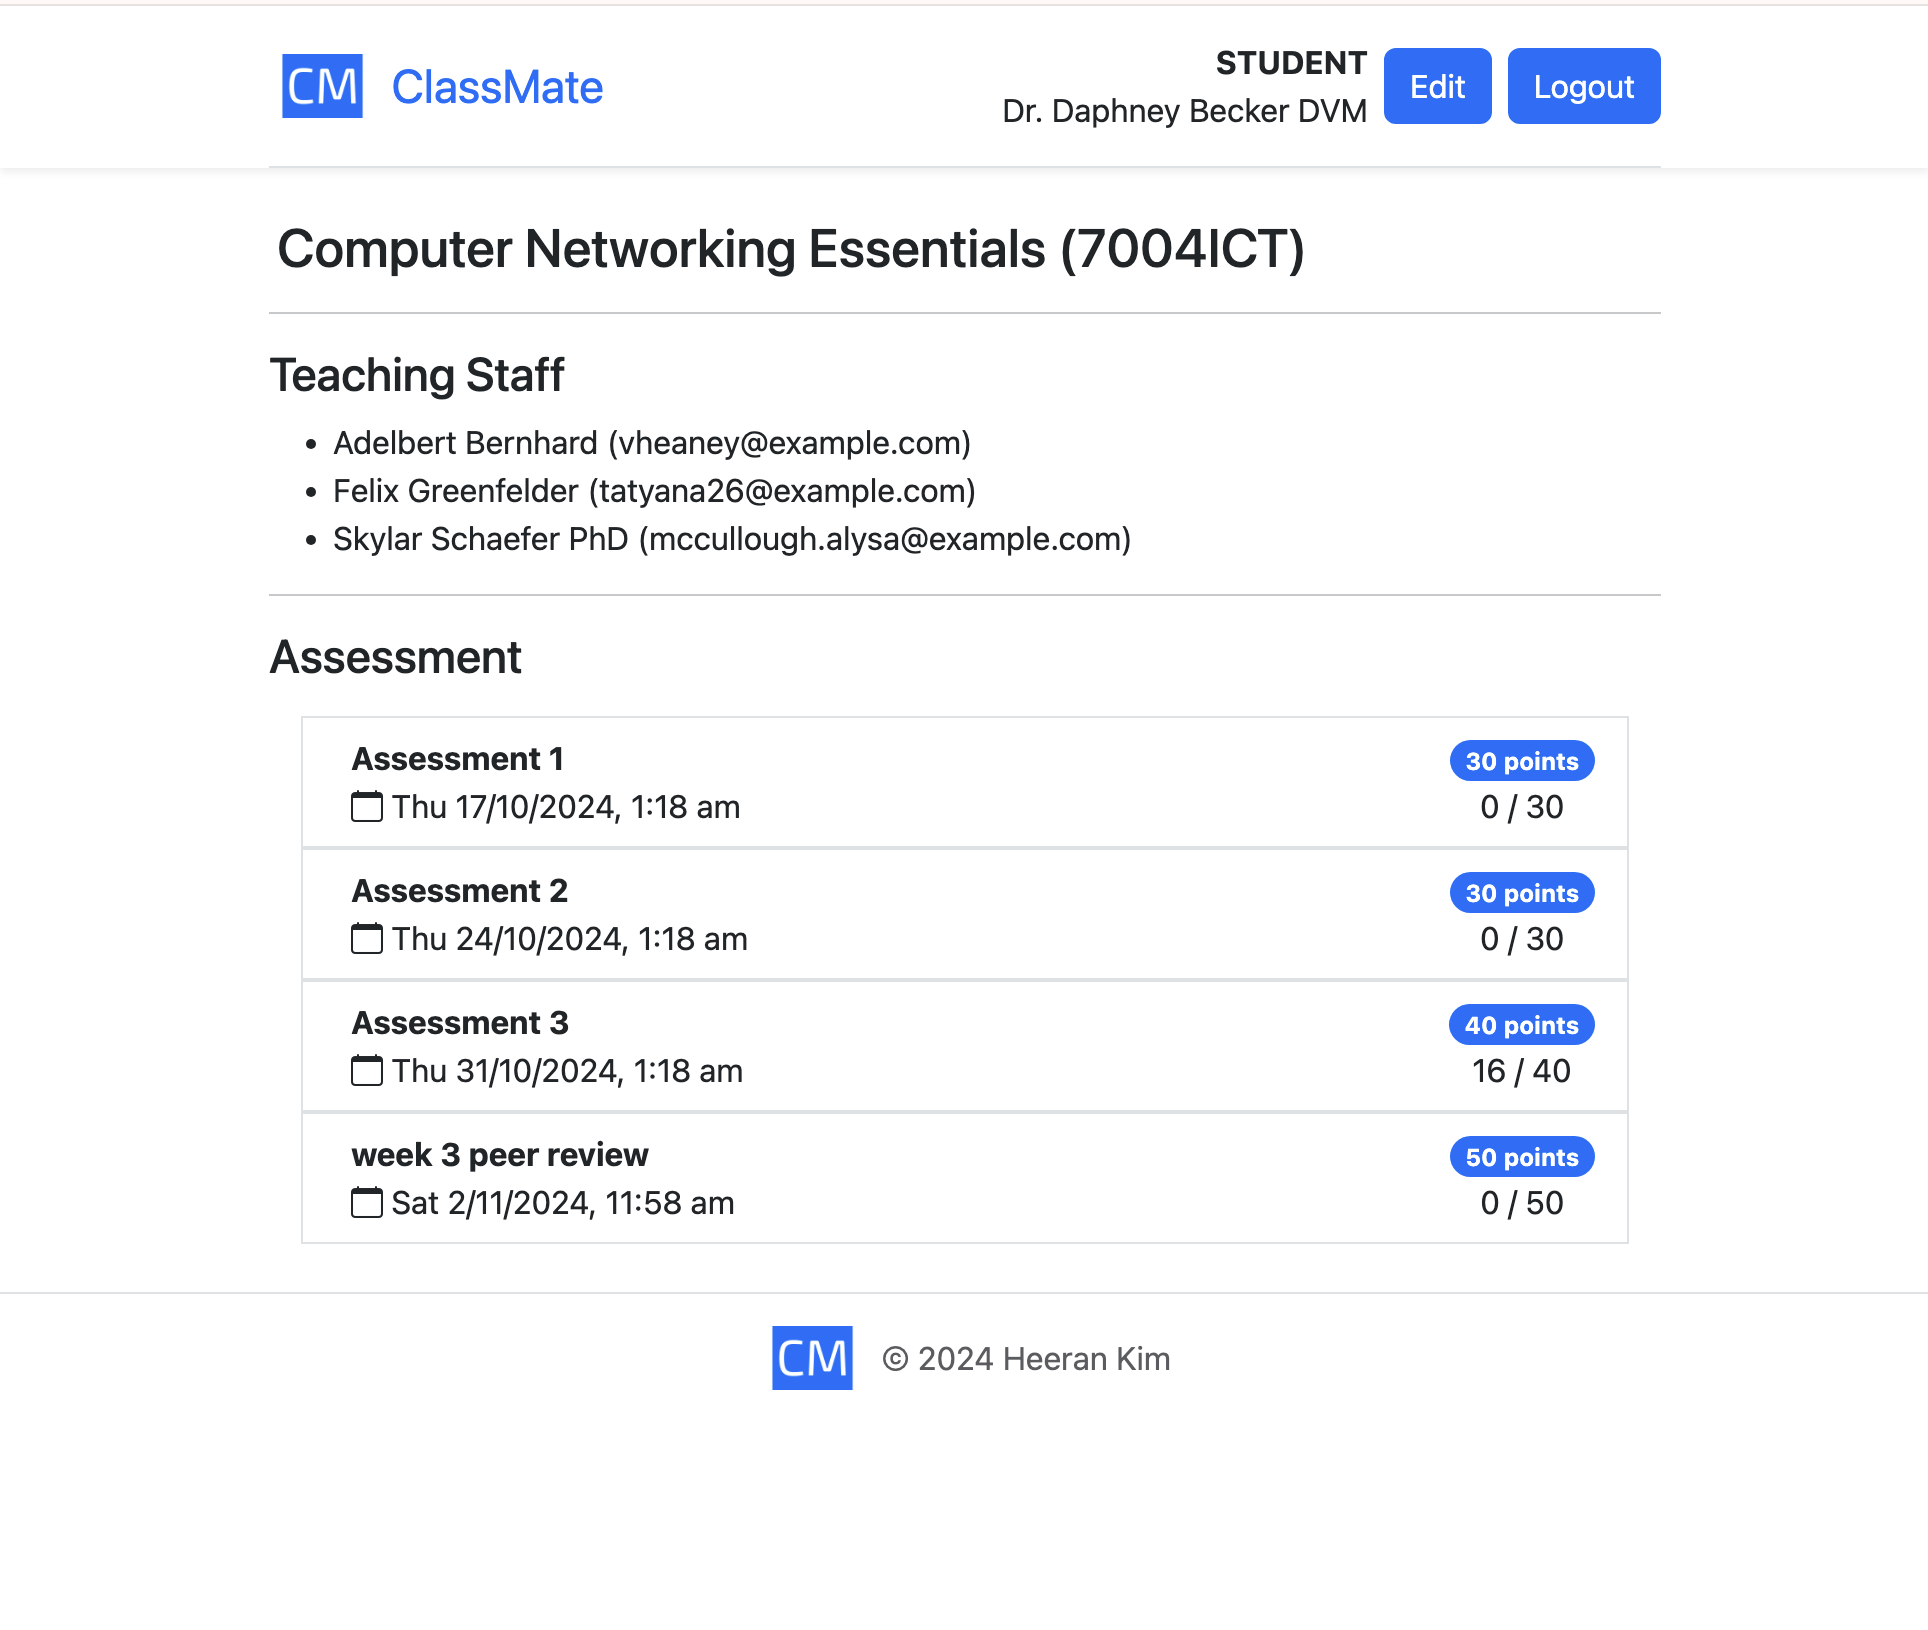 CM ClassMate
STUDENT
Dr. Daphney Becker DVM
Edit
Logout
Computer Networking Essentials (7004ICT)
Teaching Staff
• Adelbert Bernhard (vheaney@example.com)
• Felix Greenfelder (tatyana26@example.com)
• Skylar Schaefer PhD (mccullough.alysa@example.com)
Assessment
Assessment 1
30 points
Thu 17/10/2024, 1:18 am
0 / 30
Assessment 2
30 points
Thu 24/10/2024, 1:18 am
0 / 30
Assessment 3
40 points
Thu 31/10/2024, 1:18 am
16 / 40
week 3 peer review
50 points
Sat 2/11/2024, 11:58 am
0 / 50
CM © 2024 Heeran Kim